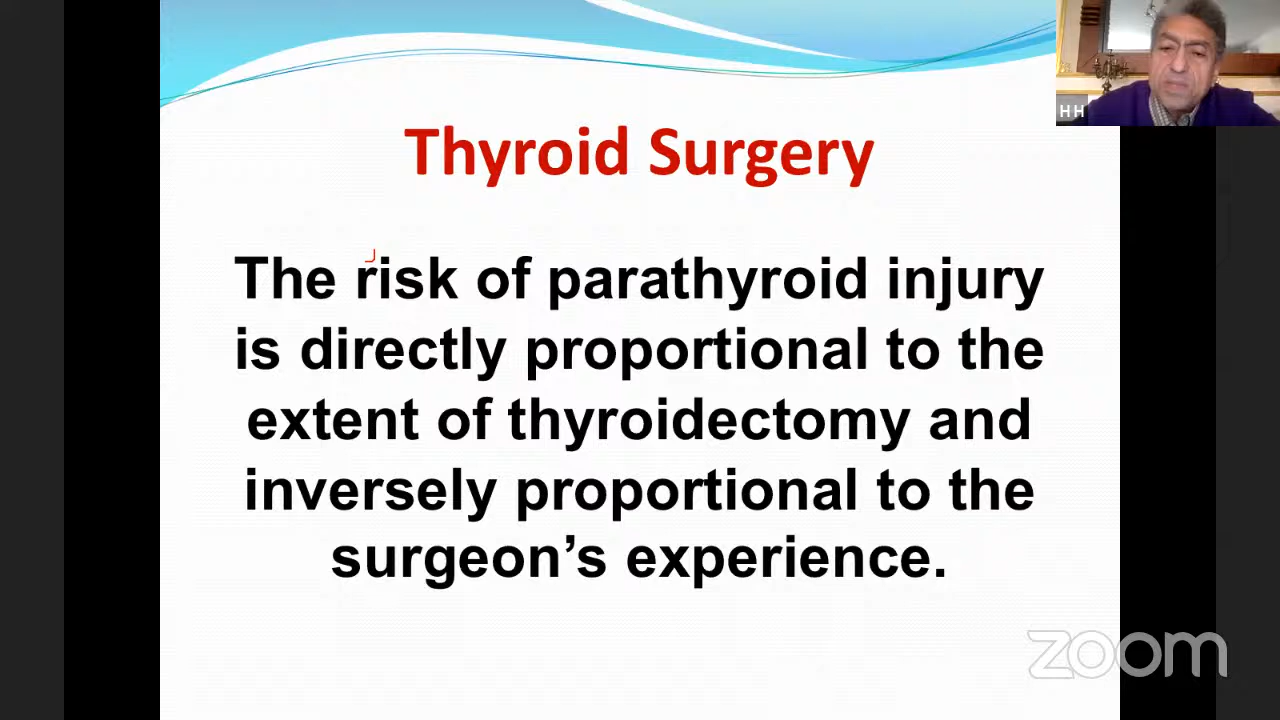 HH
Thyroid Surgery
The risk of parathyroid injury
is directly proportional to the
extent of thyroidectomy and
inversely proportional to the
surgeon’s experience.
zoom